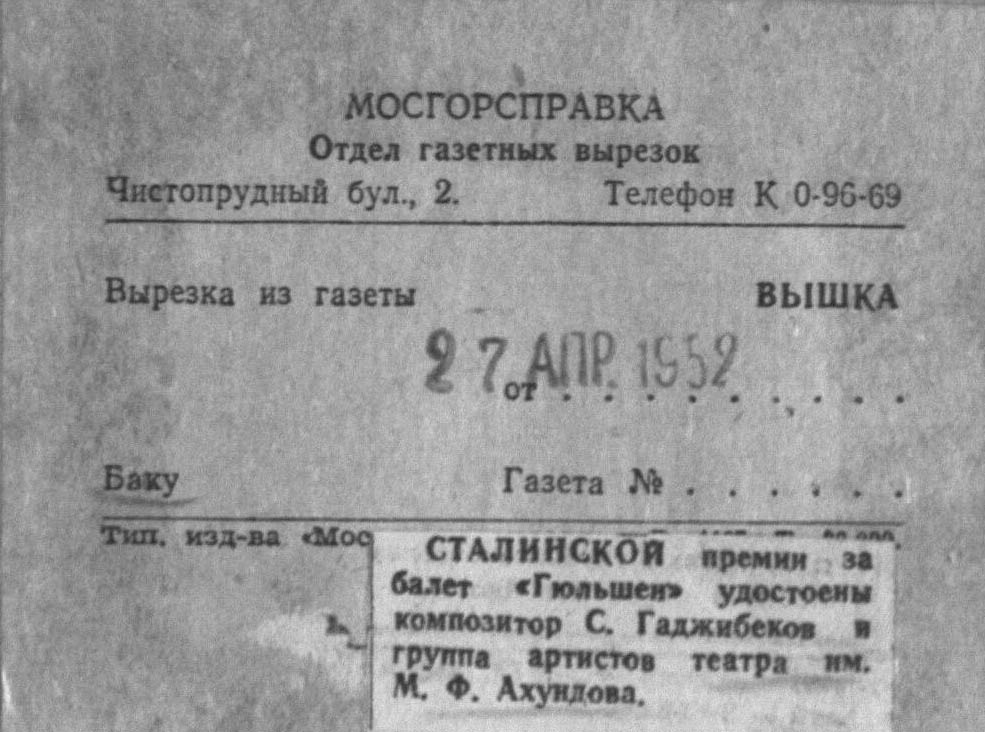 МОСГОРСПРАВКА
Отдел газетных вырезок
Чистопрудный бул., 2. Телефон К 0-96-69
Вырезка из газеты ВЫШКА
27 АПР. 1952
от . . . . . . . . .
Баку Газета № . . . . . .
Тип. изд-ва «Мос
СТАЛИНСКОЙ премии за
балет «Гюльшен» удостоены
композитор С. Гаджибеков и
группа артистов театра им.
М. Ф. Ахундова.